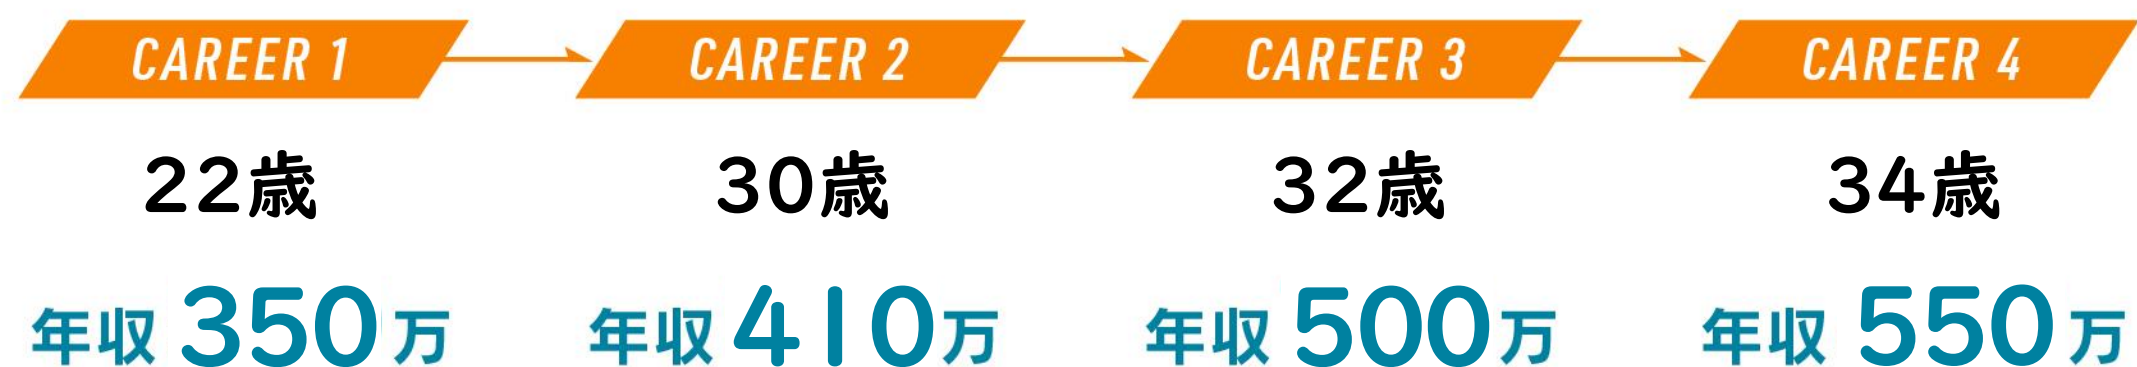 CAREER 1 CAREER 2 CAREER 3 CAREER 4
22歳 30歳 32歳 34歳
年収350万 年収410万 年収500万 年収550万